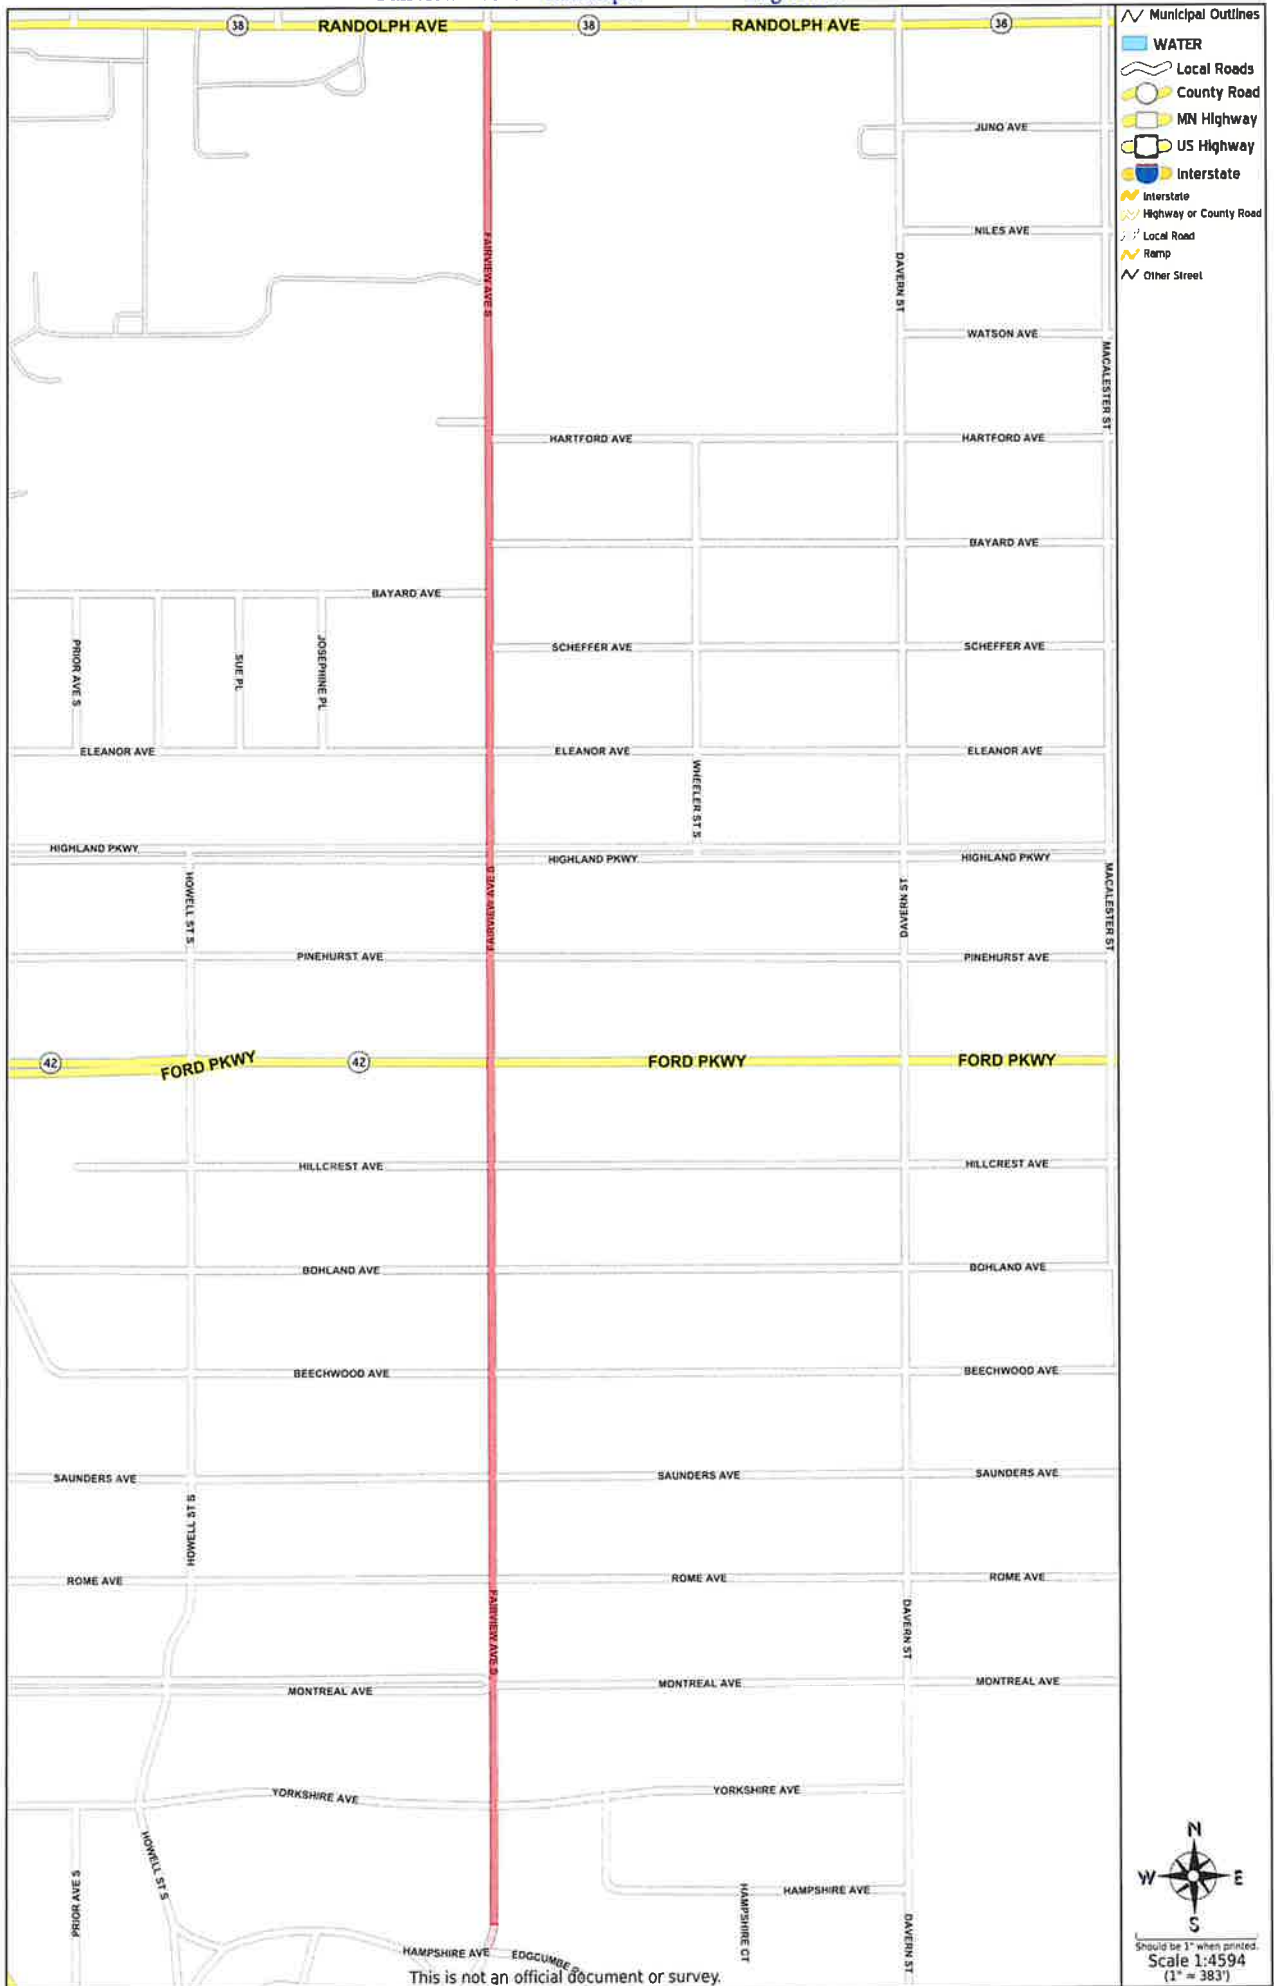 38
RANDOLPH AVE
38
RANDOLPH AVE
38
JUNO AVE
NILES AVE
FAIRVIEW AVE S
DAVERN ST
WATSON AVE
MACALESTER ST
HARTFORD AVE
HARTFORD AVE
BAYARD AVE
BAYARD AVE
PRIOR AVE S
SUE PL
JOSEPHINE PL
SCHEFFER AVE
SCHEFFER AVE
ELEANOR AVE
ELEANOR AVE
ELEANOR AVE
WHEELER ST S
HIGHLAND PKWY
HIGHLAND PKWY
HIGHLAND PKWY
HOWELL ST S
FAIRVIEW AVE S
DAVERN ST
MACALESTER ST
PINEHURST AVE
PINEHURST AVE
42
FORD PKWY
42
FORD PKWY
FORD PKWY
HILLCREST AVE
HILLCREST AVE
BOHLAND AVE
BOHLAND AVE
BEECHWOOD AVE
BEECHWOOD AVE
SAUNDERS AVE
SAUNDERS AVE
SAUNDERS AVE
HOWELL ST S
ROME AVE
ROME AVE
ROME AVE
FAIRVIEW AVE S
DAVERN ST
MONTREAL AVE
MONTREAL AVE
MONTREAL AVE
YORKSHIRE AVE
YORKSHIRE AVE
HOWELL ST S
PRIOR AVE S
HAMPSHIRE CT
HAMPSHIRE AVE
DAVERN ST
HAMPSHIRE AVE
EDGCUMBE
This is not an official document or survey.
Municipal Outlines
WATER
Local Roads
County Road
MN Highway
US Highway
Interstate
Interstate
Highway or County Road
Local Road
Ramp
Other Street
N
W E
S
Should be 1" when printed.
Scale 1:4594
(1" = 383')